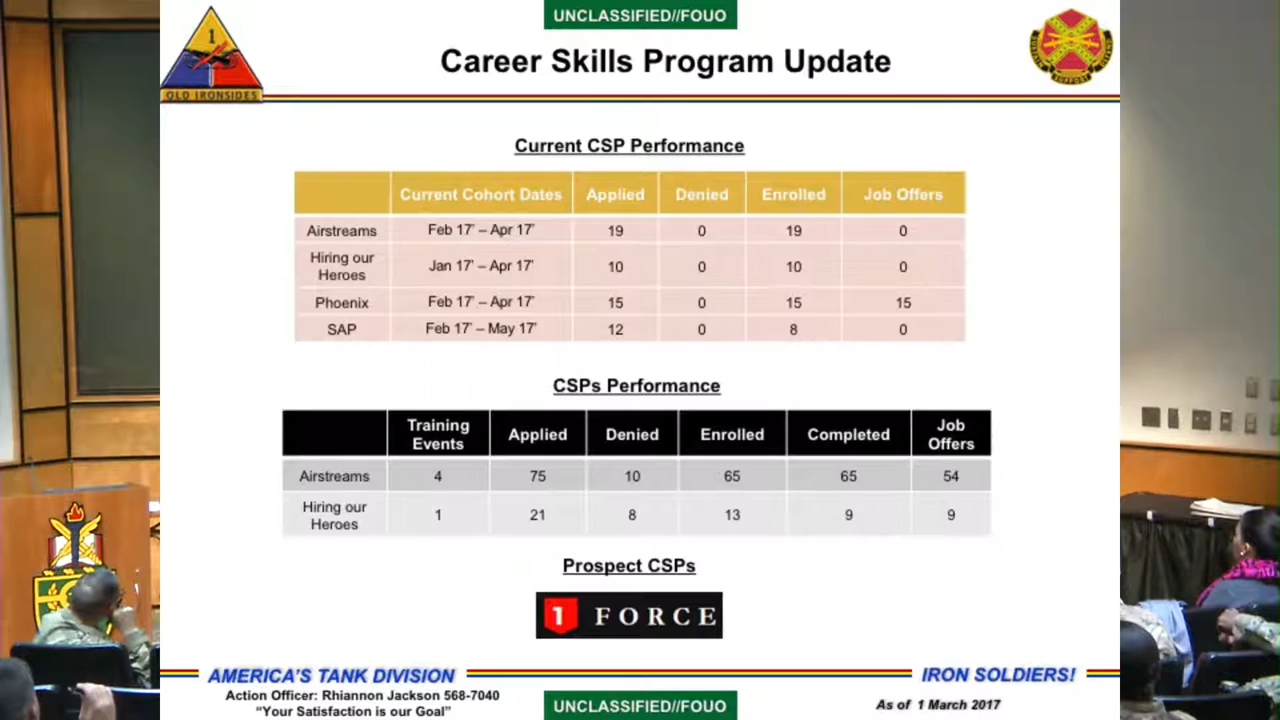 UNCLASSIFIED//FOUO
1
OLD IRONSIDES
Career Skills Program Update
SUPPORT
DEFEND
Current CSP Performance
Current Cohort Dates Applied Denied Enrolled Job Offers
Airstreams Feb 17' – Apr 17' 19 0 19 0
Hiring our
Heroes Jan 17' – Apr 17' 10 0 10 0
Phoenix Feb 17' – Apr 17' 15 0 15 15
SAP Feb 17' – May 17' 12 0 8 0
CSPs Performance
Training
Events Applied Denied Enrolled Completed Job
Offers
Airstreams 4 75 10 65 65 54
Hiring our
Heroes 1 21 8 13 9 9
Prospect CSPs
1 FORCE
AMERICA'S TANK DIVISION
IRON SOLDIERS!
Action Officer: Rhiannon Jackson 568-7040
"Your Satisfaction is our Goal"
UNCLASSIFIED//FOUO
As of 1 March 2017